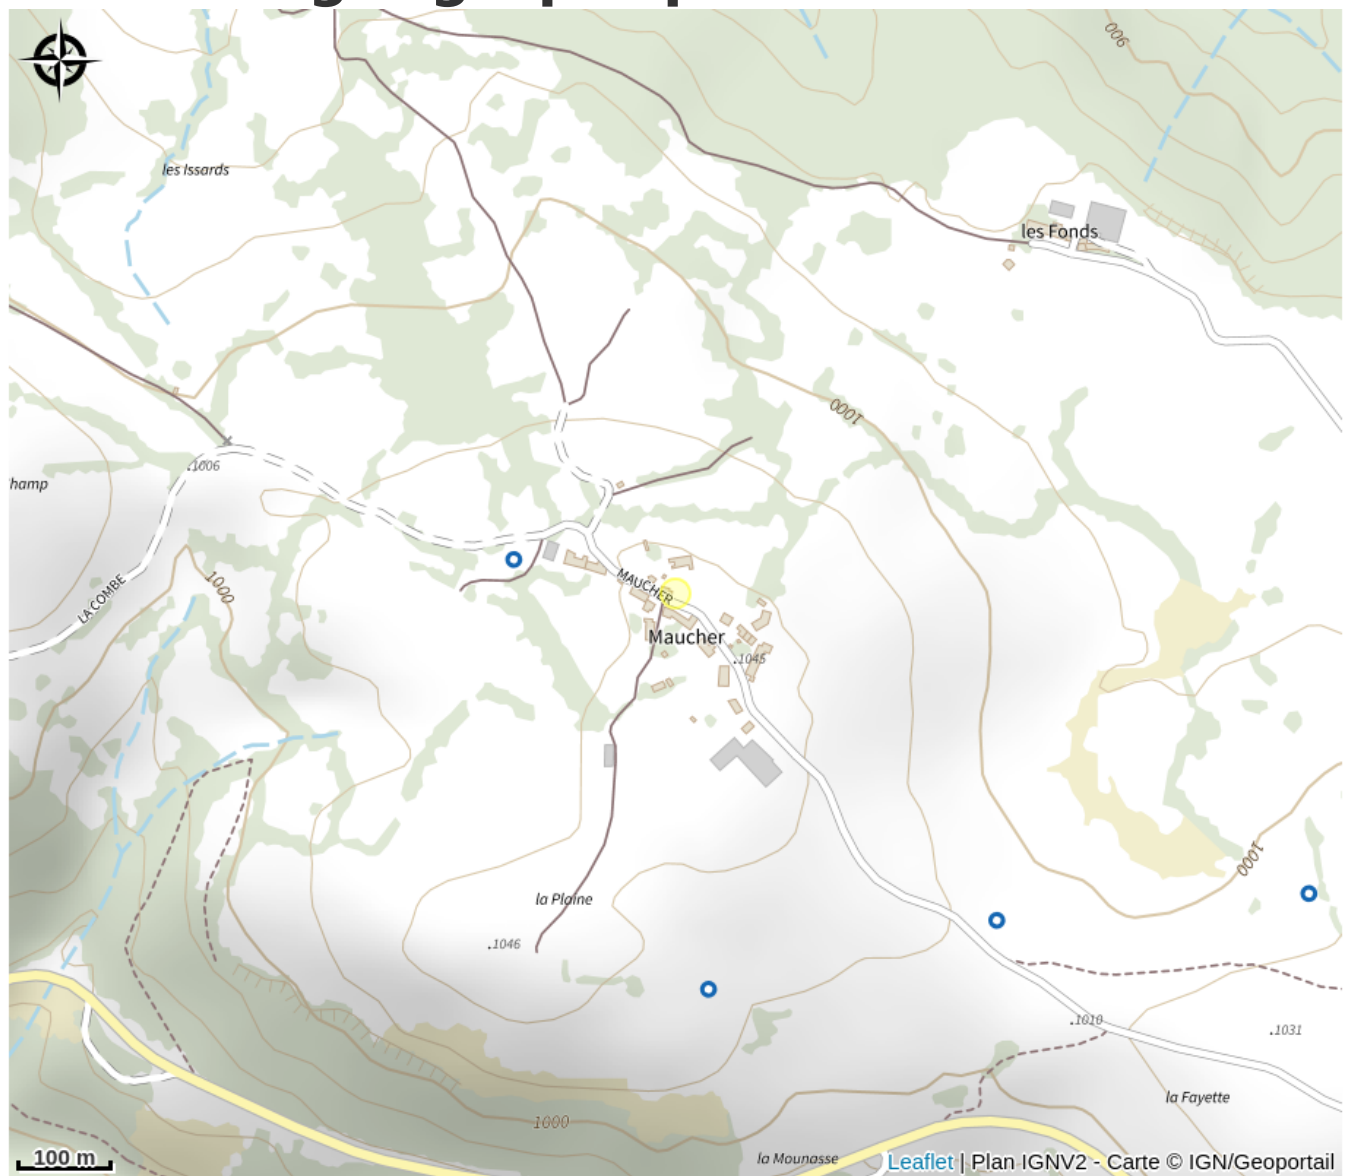 900
les Issards
les Fonds
1000
.1006
hamp
1000
LA COMBE
MAUCHER
Maucher
.1045
1000
la Plaine
.1046
.1010
.1031
la Fayette
1000
la Mounasse
100 m
Leaflet | Plan IGNV2 - Carte © IGN/Geoportail